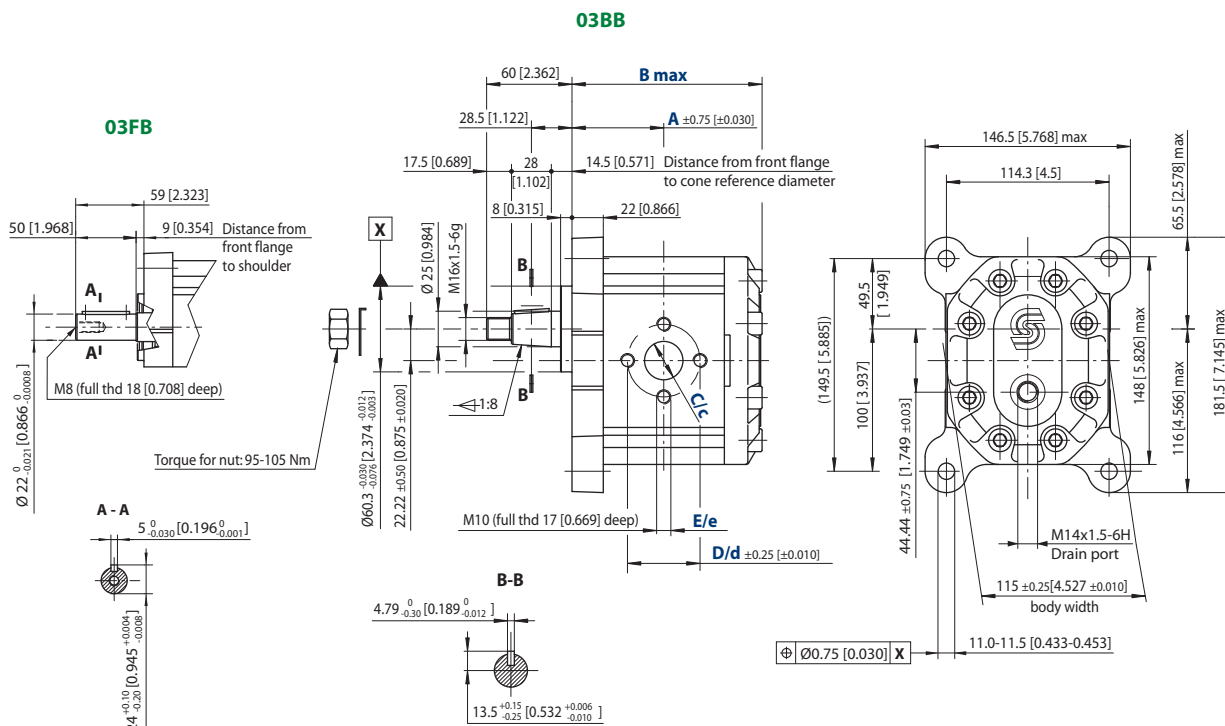 03BB
03FB
60 [2.362]
B max
28.5 [1.122]
A ±0.75 [±0.030]
17.5 [0.689]
28
[1.102]
14.5 [0.571]
Distance from front flange
to cone reference diameter
8 [0.315]
22 [0.866]
59 [2.323]
50 [1.968]
9 [0.354]
Distance from
front flange
to shoulder
X
Ø 25 [0.984]
M16x1.5-6g
B
B
A
A
M8 (full thd 18 [0.708] deep)
Ø 22 0 -0.021 [0.866 0 -0.0008]
1:8
C/c
Torque for nut: 95-105 Nm
Ø60.3 -0.030 -0.076 [2.374 -0.012 -0.003]
22.22 ±0.50 [0.875 ±0.020]
M10 (full thd 17 [0.669] deep)
E/e
D/d ±0.25 [±0.010]
A - A
5 0 -0.030 [0.196 0 -0.001]
24 +0.10 -0.20 [0.945 +0.004 -0.008]
B-B
4.79 0 -0.30 [0.189 0 -0.012]
13.5 +0.15 -0.25 [0.532 +0.006 -0.010]
146.5 [5.768] max
114.3 [4.5]
65.5 [2.578] max
49.5
[1.949]
(149.5 [5.885])
100 [3.937]
44.44 ±0.75 [1.749 ±0.03]
148 [5.826] max
116 [4.566] max
181.5 [7.145] max
M14x1.5-6H
Drain port
115 ±0.25 [4.527 ±0.010]
body width
Ø0.75 [0.030] X
11.0-11.5 [0.433-0.453]